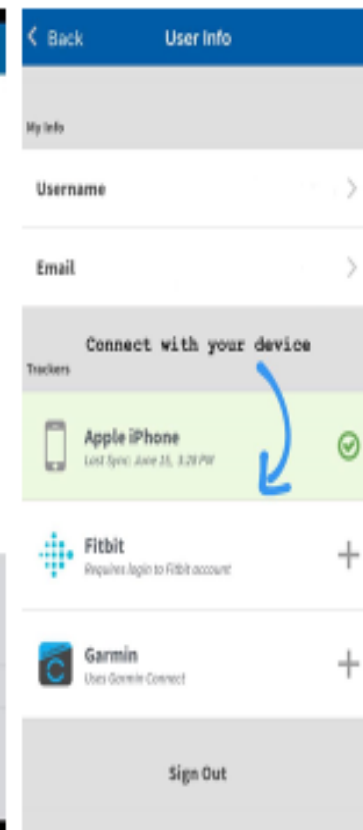 Back
User Info
My Info
Username
Email
Connect with your device
Trackers
Apple iPhone
Last Sync: June 15, 3:28 PM
Fitbit
Requires login to Fitbit account
Garmin
Uses Garmin Connect
Sign Out